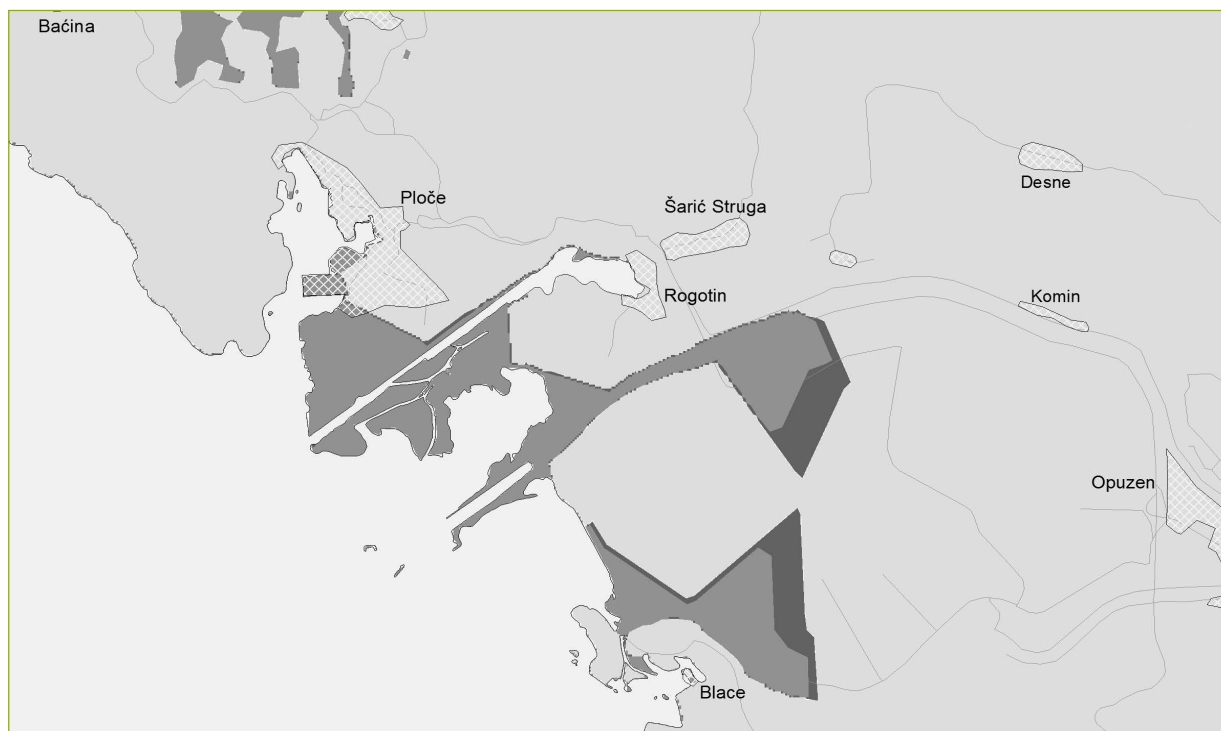 Baćina
Ploče
Šarić Struga
Desne
Rogotin
Komin
Opuzen
Blace